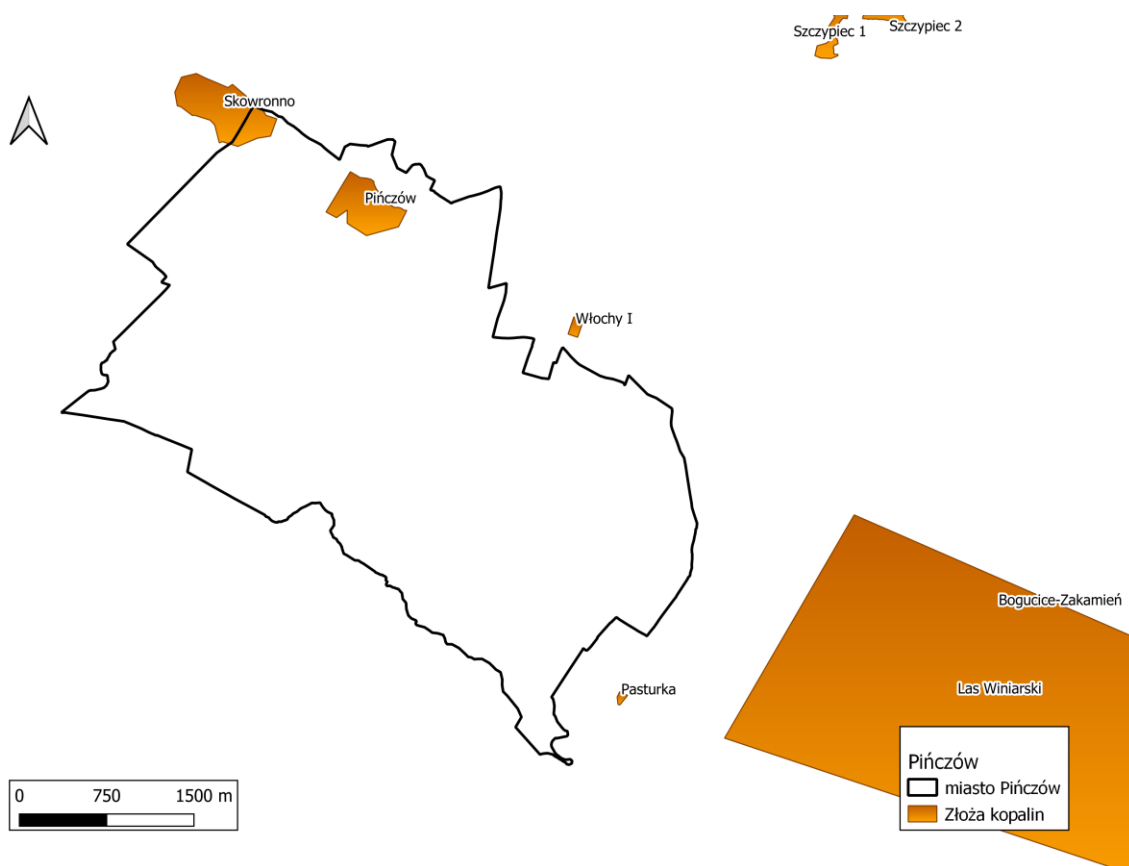 Szczypiec 1
Szczypiec 2
Skowronno
Pińczów
Włochy I
Bogucice-Zakamień
Pasturka
Las Winiarski
Pińczów
miasto Pińczów
Złoża kopalin
0 750 1500 m